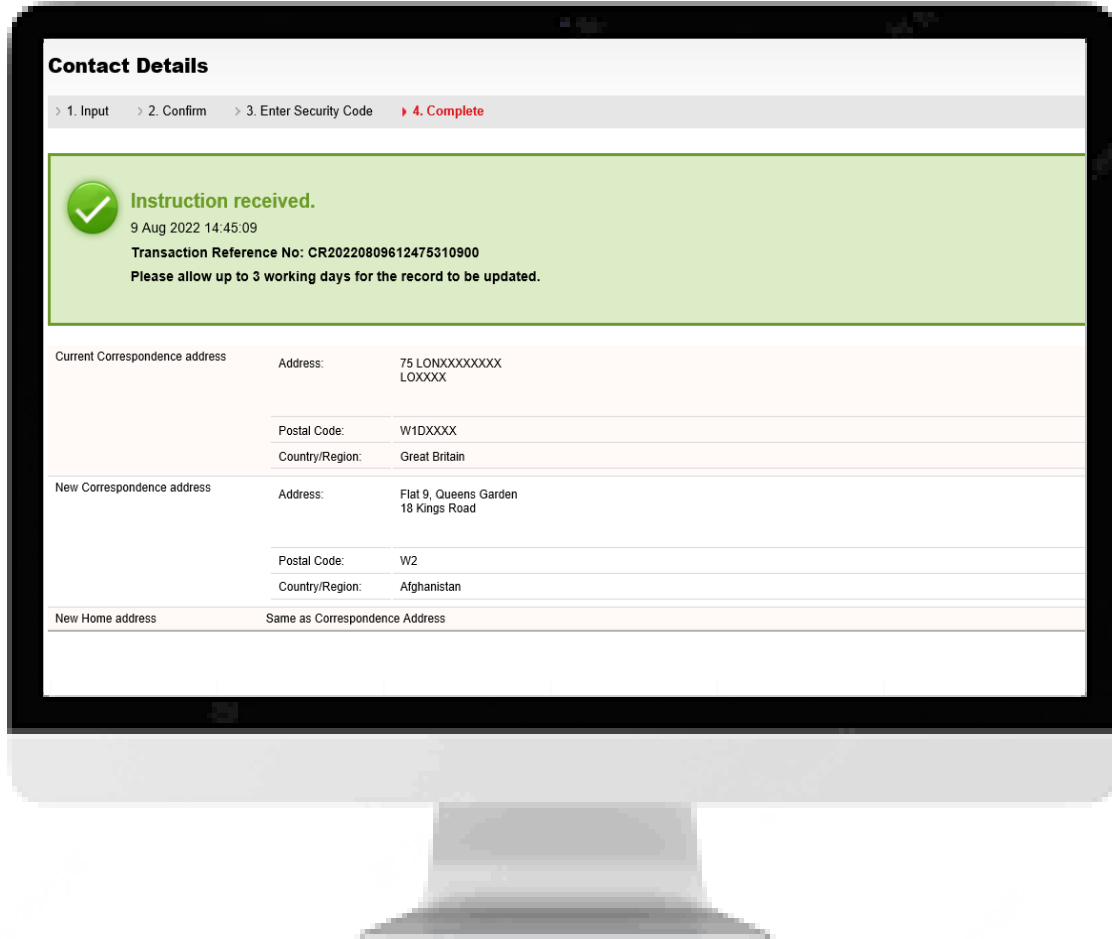 Contact Details
1. Input 2. Confirm 3. Enter Security Code 4. Complete
Instruction received.
9 Aug 2022 14:45:09
Transaction Reference No: CR20220809612475310900
Please allow up to 3 working days for the record to be updated.
Current Correspondence address Address: 75 LONXXXXXXXX
LOXXXX
Postal Code: W1DXXXX
Country/Region: Great Britain
New Correspondence address Address: Flat 9, Queens Garden
18 Kings Road
Postal Code: W2
Country/Region: Afghanistan
New Home address Same as Correspondence Address